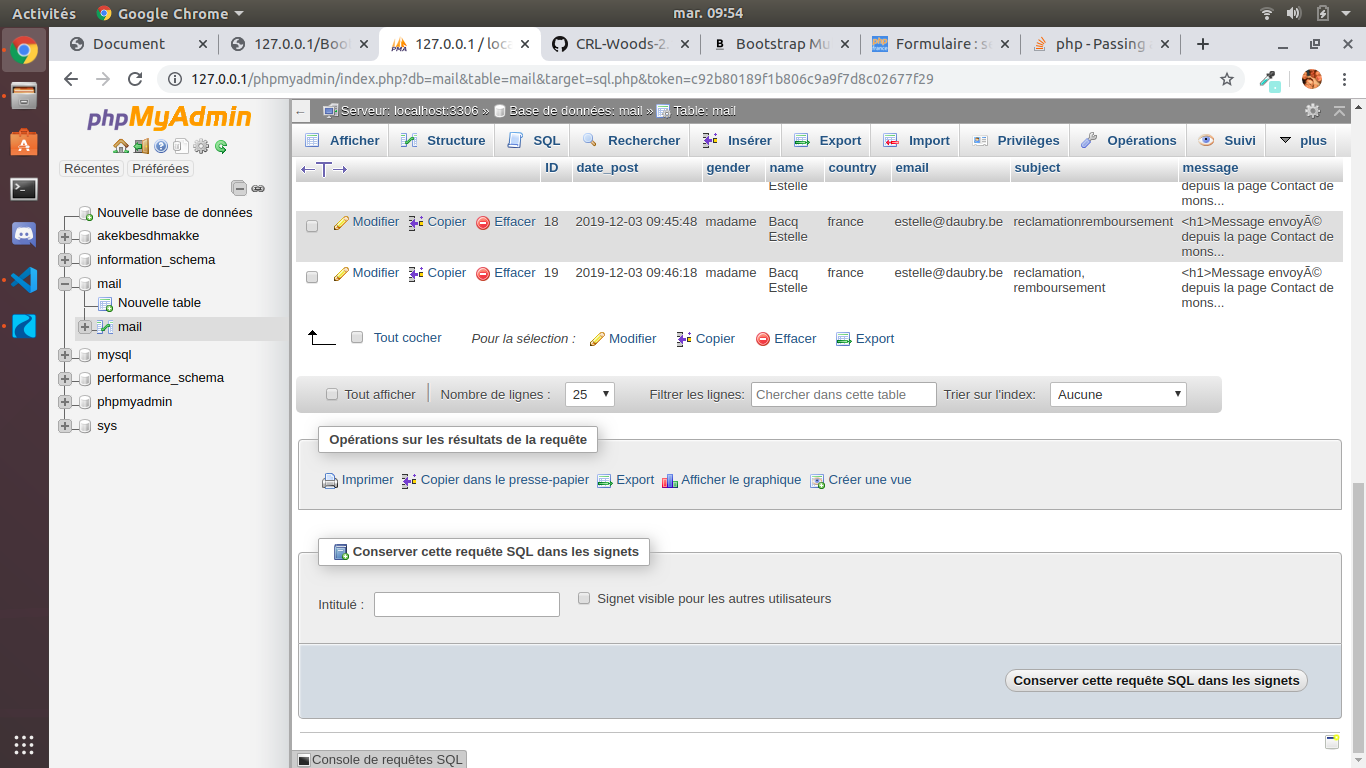 Activités Google Chrome mar. 09:54
Document 127.0.0.1/Boo 127.0.0.1 / loca CRL-Woods-2. Bootstrap Mu Formulaire : se php - Passing
127.0.0.1/phpmyadmin/index.php?db=mail&table=mail&target=sql.php&token=c92b80189f1b806c9a9f7d8c02677f29
phpMyAdmin
Récentes Préférées
Nouvelle base de données
akekbesdhmakke
information_schema
mail
Nouvelle table
mail
mysql
performance_schema
phpmyadmin
sys
Serveur: localhost:3306 » Base de données: mail » Table: mail
Afficher Structure SQL Rechercher Insérer Export Import Privilèges Opérations Suivi plus
ID date_post gender name country email subject message
Estelle depuis la page Contact de
mons...
Modifier Copier Effacer 18 2019-12-03 09:45:48 madame Bacq france estelle@daubry.be reclamationremboursement <h1>Message envoyÃ©
Estelle depuis la page Contact de
mons...
Modifier Copier Effacer 19 2019-12-03 09:46:18 madame Bacq france estelle@daubry.be reclamation, <h1>Message envoyÃ©
Estelle remboursement depuis la page Contact de
mons...
Tout cocher Pour la sélection : Modifier Copier Effacer Export
Tout afficher Nombre de lignes : 25 Filtrer les lignes: Chercher dans cette table Trier sur l'index: Aucune
Opérations sur les résultats de la requête
Imprimer Copier dans le presse-papier Export Afficher le graphique Créer une vue
Conserver cette requête SQL dans les signets
Intitulé : Signet visible pour les autres utilisateurs
Conserver cette requête SQL dans les signets
Console de requêtes SQL